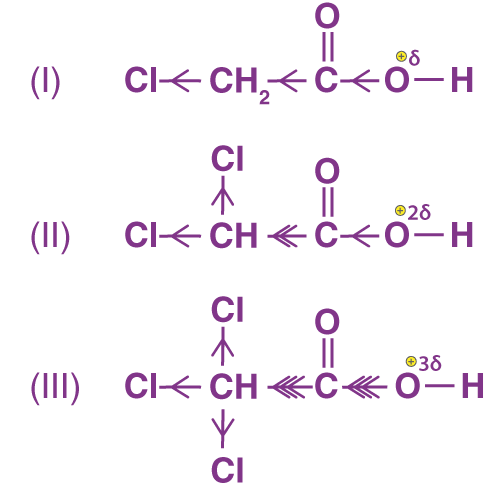 O
(I) Cl CH2 C O ⊕δ H
Cl O
(II) Cl CH C O ⊕2δ H
Cl O
(III) Cl CH C O ⊕3δ H
Cl